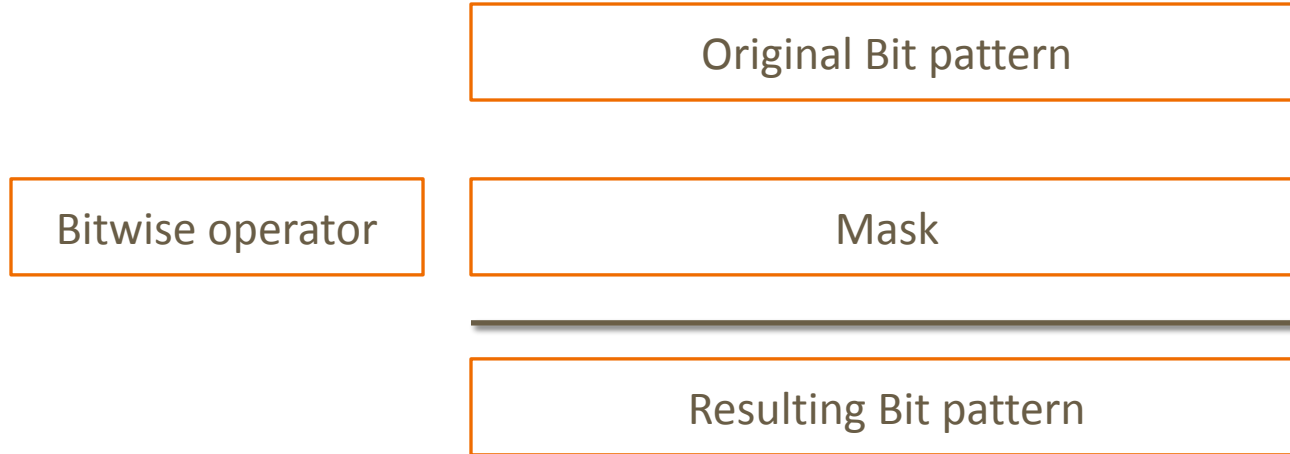 Original Bit pattern
Bitwise operator
Mask
Resulting Bit pattern